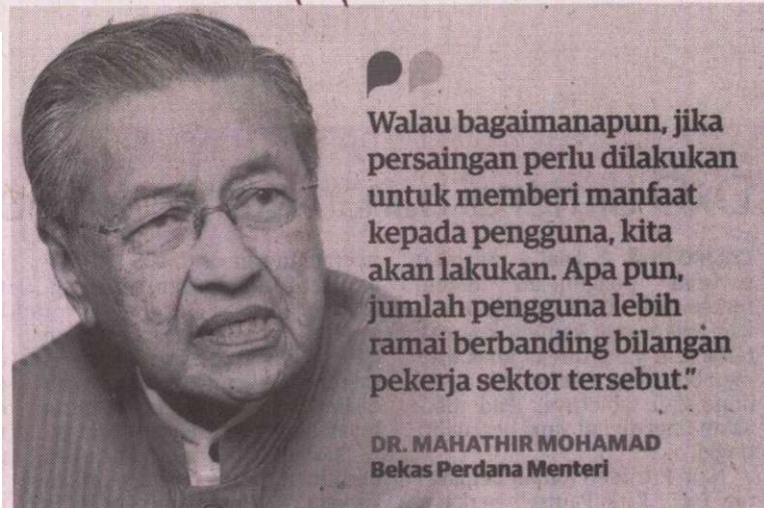 Walau bagaimanapun, jika
persaingan perlu dilakukan
untuk memberi manfaat
kepada pengguna, kita
akan lakukan. Apa pun,
jumlah pengguna lebih
ramai berbanding bilangan
pekerja sektor tersebut."
DR. MAHATHIR MOHAMAD
Bekas Perdana Menteri